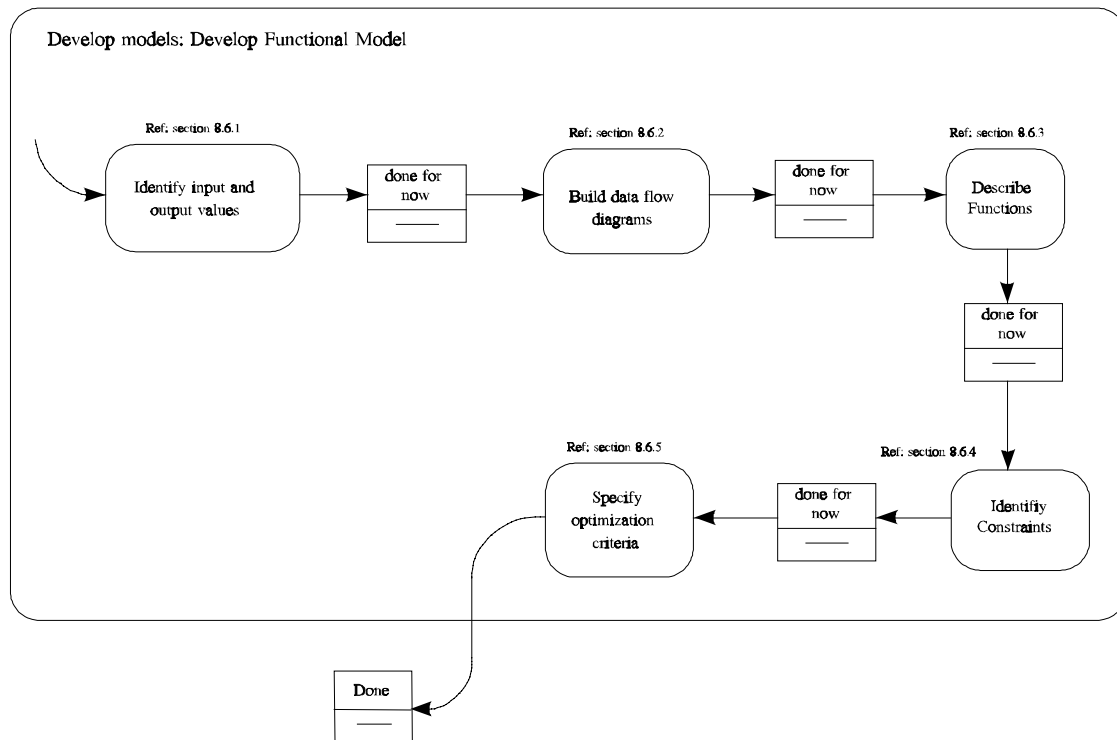 Develop models: Develop Functional Model
Ref: section 8.6.1
Identify input and
output values
done for
now
Ref: section 8.6.2
Build data flow
diagrams
done for
now
Ref: section 8.6.3
Describe
Functions
done for
now
Ref: section 8.6.4
Identifiy
Constraints
done for
now
Ref: section 8.6.5
Specify
optimization
criteria
Done